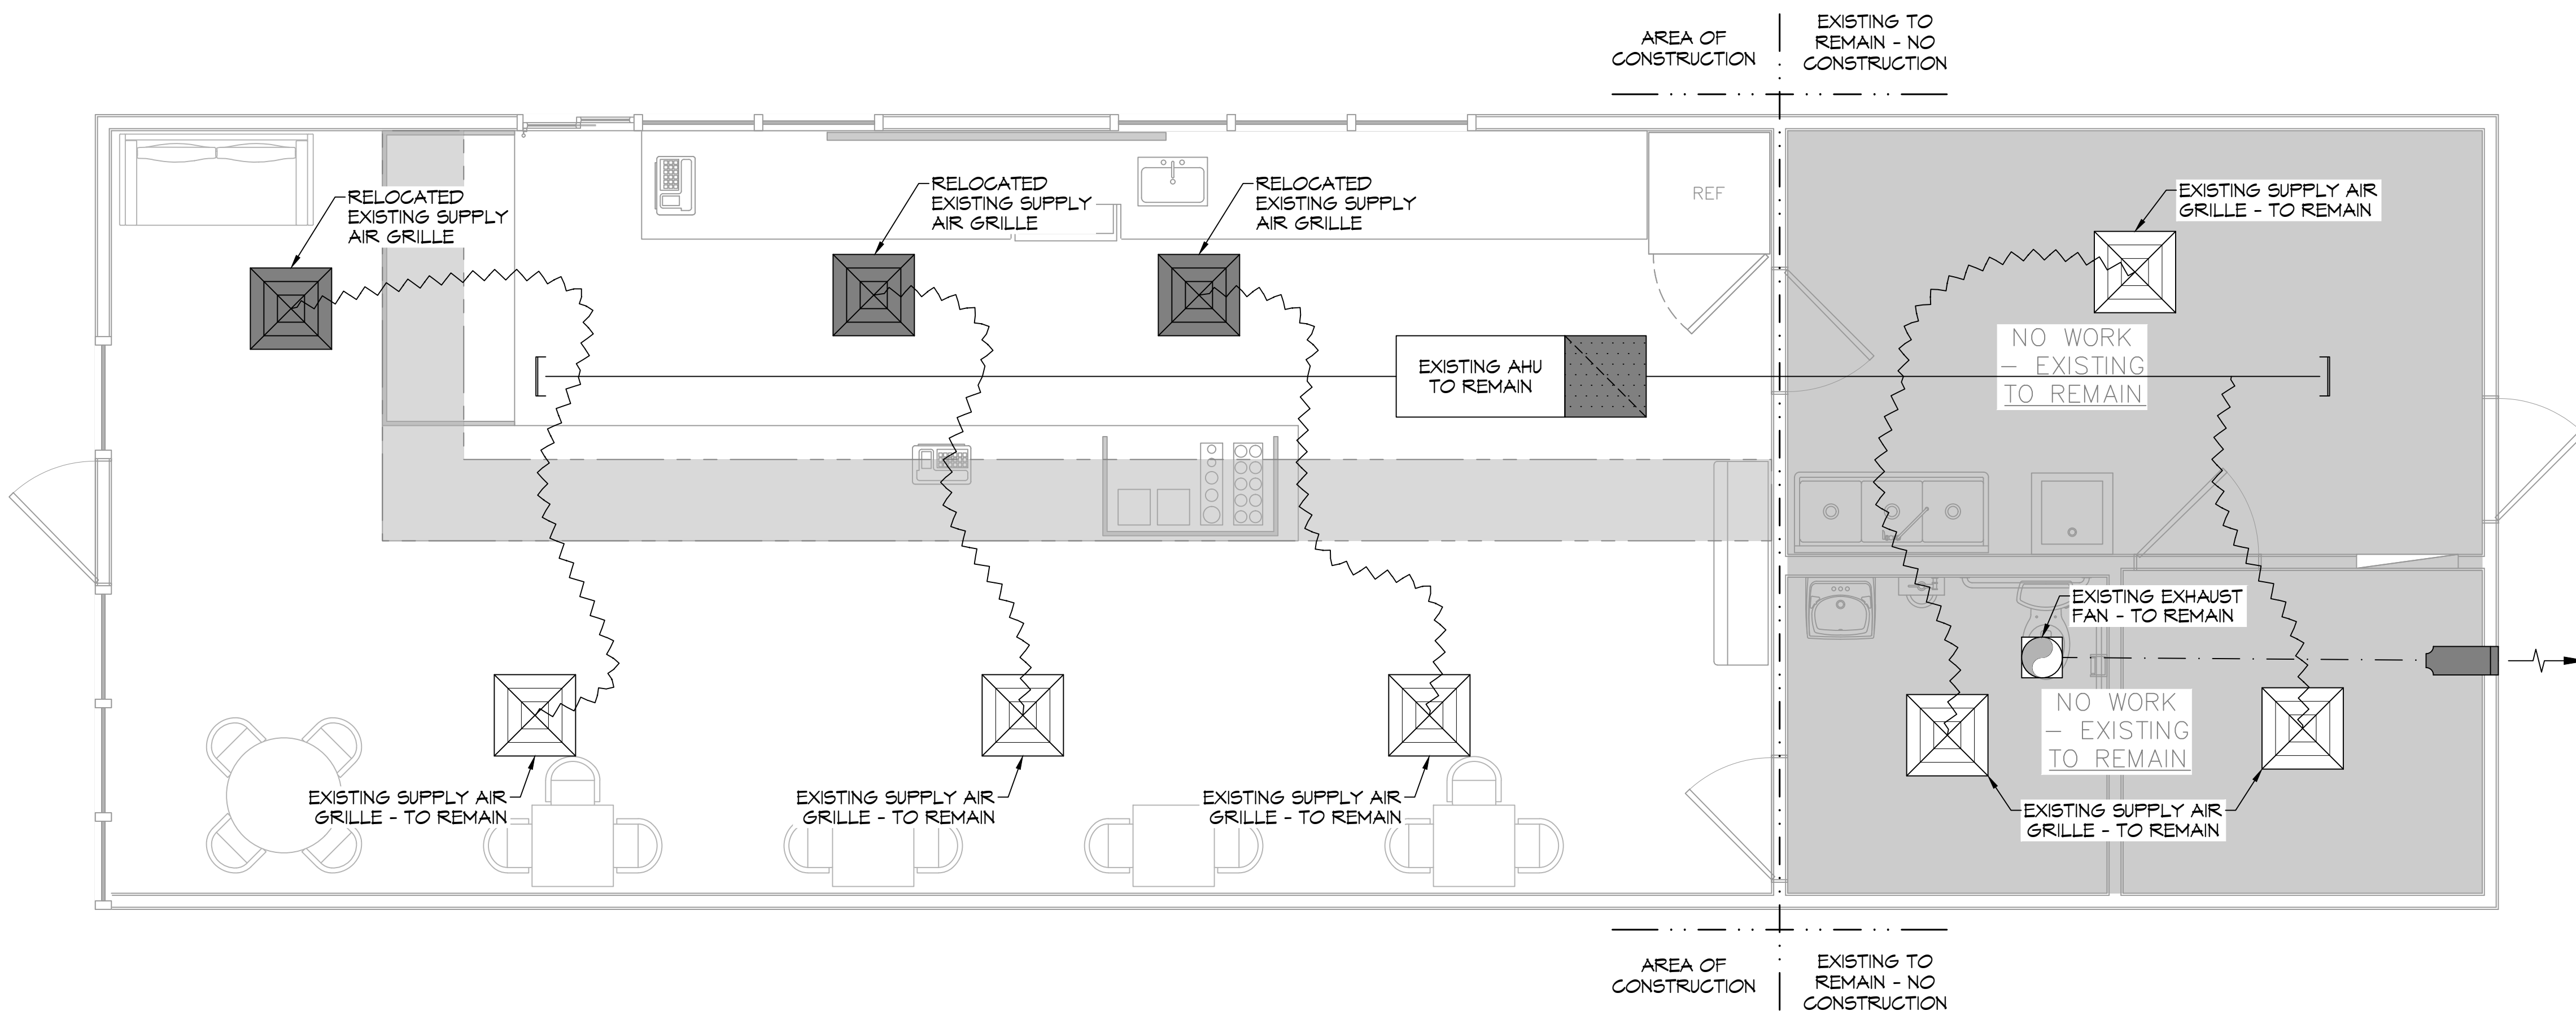 AREA OF
CONSTRUCTION
EXISTING TO
REMAIN - NO
CONSTRUCTION
RELOCATED
EXISTING SUPPLY
AIR GRILLE
RELOCATED
EXISTING SUPPLY
AIR GRILLE
RELOCATED
EXISTING SUPPLY
AIR GRILLE
REF
EXISTING SUPPLY AIR
GRILLE - TO REMAIN
EXISTING AHU
TO REMAIN
NO WORK
- EXISTING
TO REMAIN
EXISTING EXHAUST
FAN - TO REMAIN
NO WORK
- EXISTING
TO REMAIN
EXISTING SUPPLY AIR
GRILLE - TO REMAIN
EXISTING SUPPLY AIR
GRILLE - TO REMAIN
EXISTING SUPPLY AIR
GRILLE - TO REMAIN
EXISTING SUPPLY AIR
GRILLE - TO REMAIN
AREA OF
CONSTRUCTION
EXISTING TO
REMAIN - NO
CONSTRUCTION